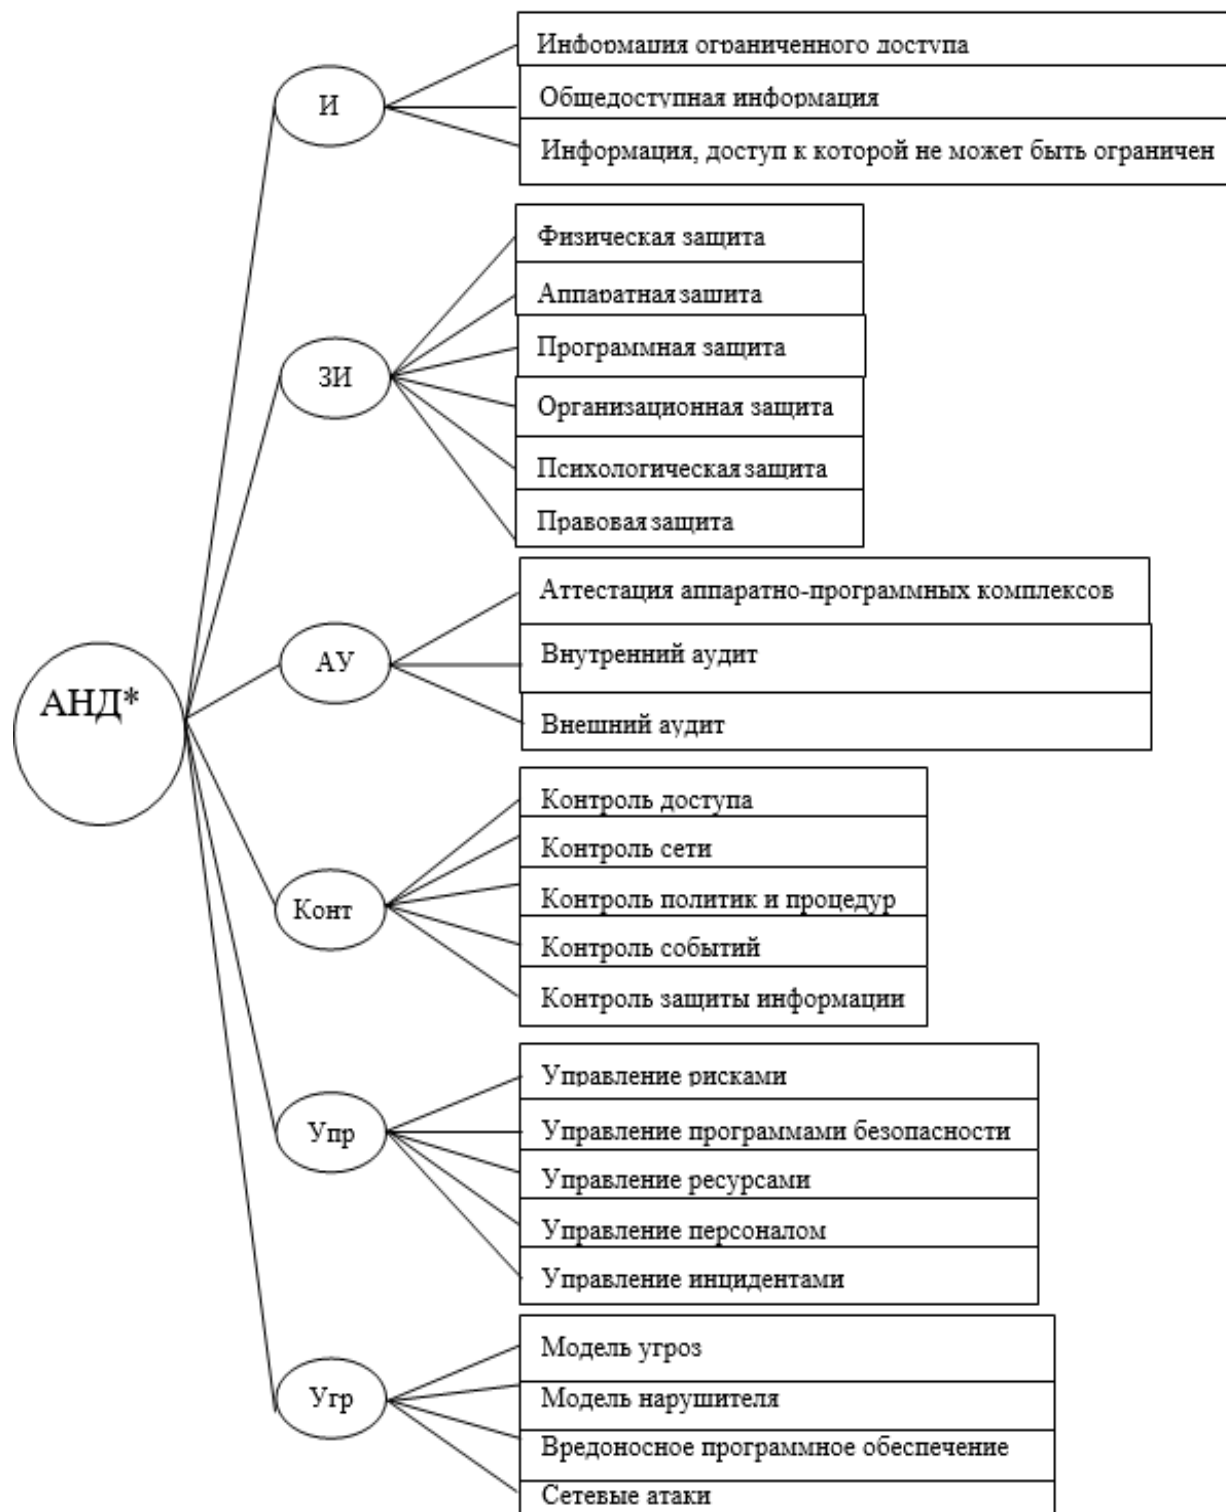 Информация ограниченного доступа
И
Общедоступная информация
Информация, доступ к которой не может быть ограничен
Физическая защита
Аппаратная защита
Программная защита
ЗИ
Организационная защита
Психологическая защита
Правовая защита
Аттестация аппаратно-программных комплексов
АУ
Внутренний аудит
Внешний аудит
АНД*
Контроль доступа
Контроль сети
Контроль политик и процедур
Конт
Контроль событий
Контроль защиты информации
Управление рисками
Упр
Управление программами безопасности
Управление ресурсами
Управление персоналом
Управление инцидентами
Модель угроз
Угр
Модель нарушителя
Вредоносное программное обеспечение
Сетевые атаки